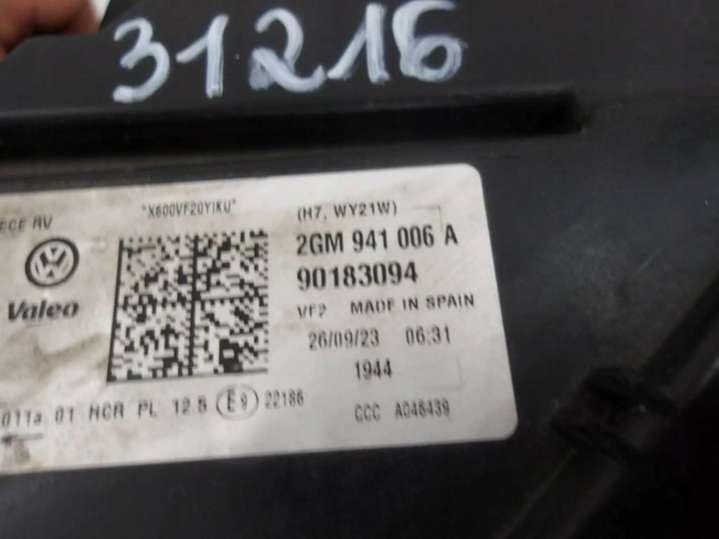 31216
ECE RV
"X600VF20YIKU"
(H7, WY21W)
2GM 941 006 A
90183094
Valeo
VF2 MADE IN SPAIN
26/09/23 06:31
1944
011a 01 HCR PL 12.5 E9 22186
CCC A046439